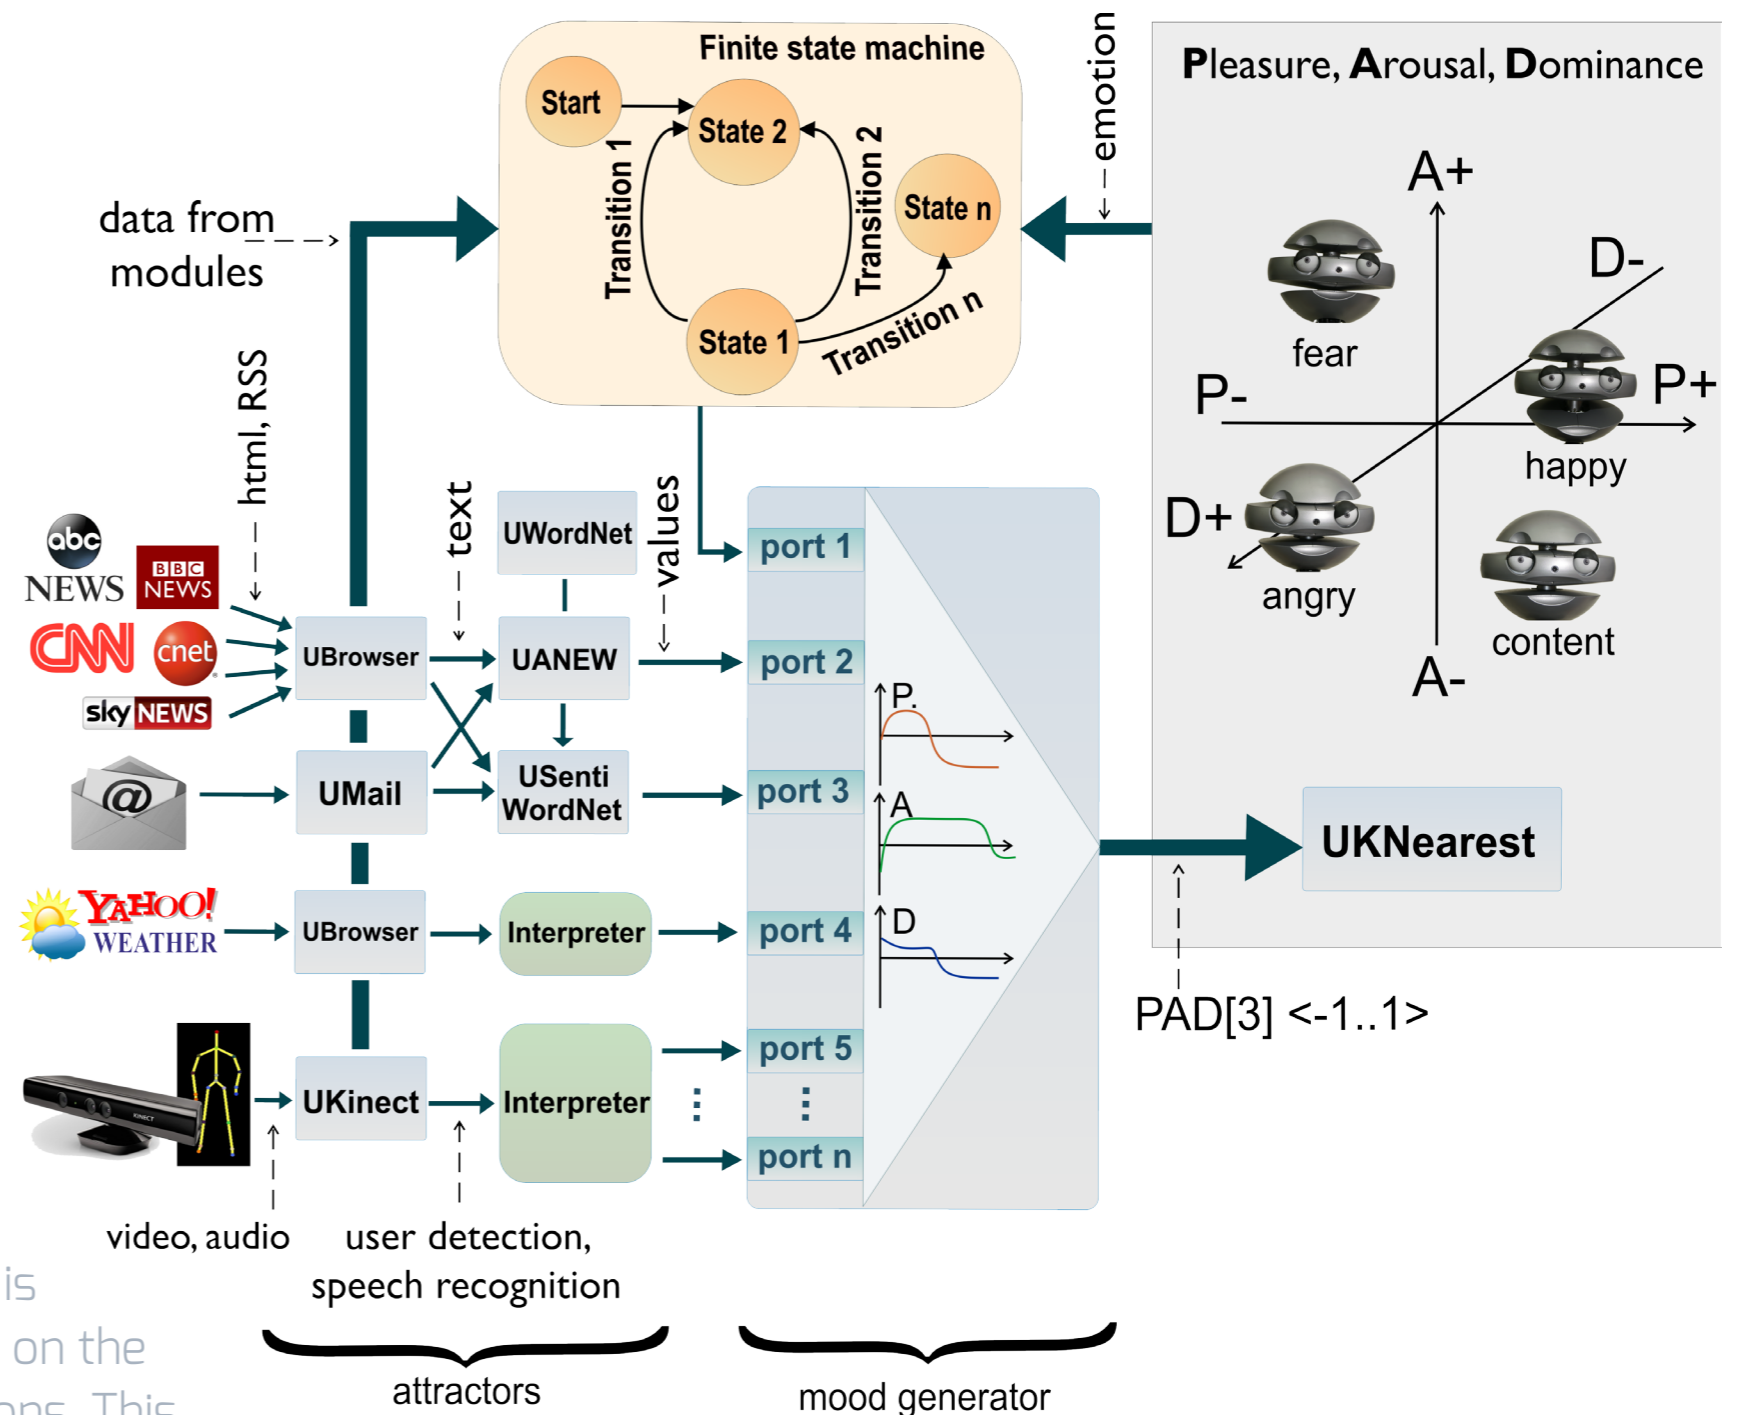 Finite state machine
Start
State 2
State n
State 1
Transition 1
Transition 2
Transition n
emotion
Pleasure, Arousal, Dominance
A+
D-
P+
P-
D+
A-
fear
happy
angry
content
data from
modules
html, RSS
text
values
abc
NEWS
BBC
NEWS
CNN
cnet
sky NEWS
@
YAHOO!
WEATHER
KINECT
UBrowser
UMail
UBrowser
UKinect
UWordNet
UANEW
USenti
WordNet
Interpreter
Interpreter
port 1
port 2
port 3
port 4
port 5
port n
P.
A
D
UKNearest
PAD[3] <-1..1>
video, audio
user detection,
speech recognition
attractors
mood generator
is
on the
ons. This